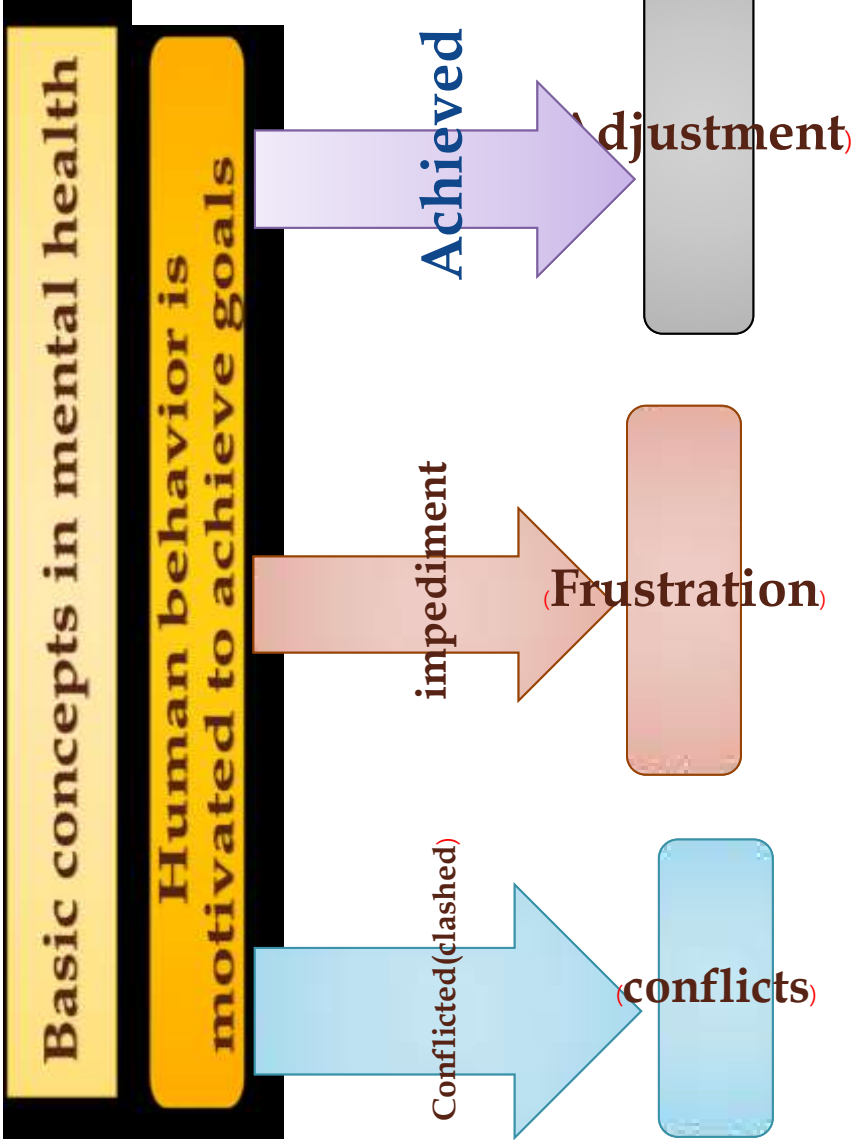 Basic concepts in mental health
Human behavior is
motivated to achieve goals
Achieved
Adjustment)
impediment
(Frustration)
Conflicted(clashed)
(conflicts)